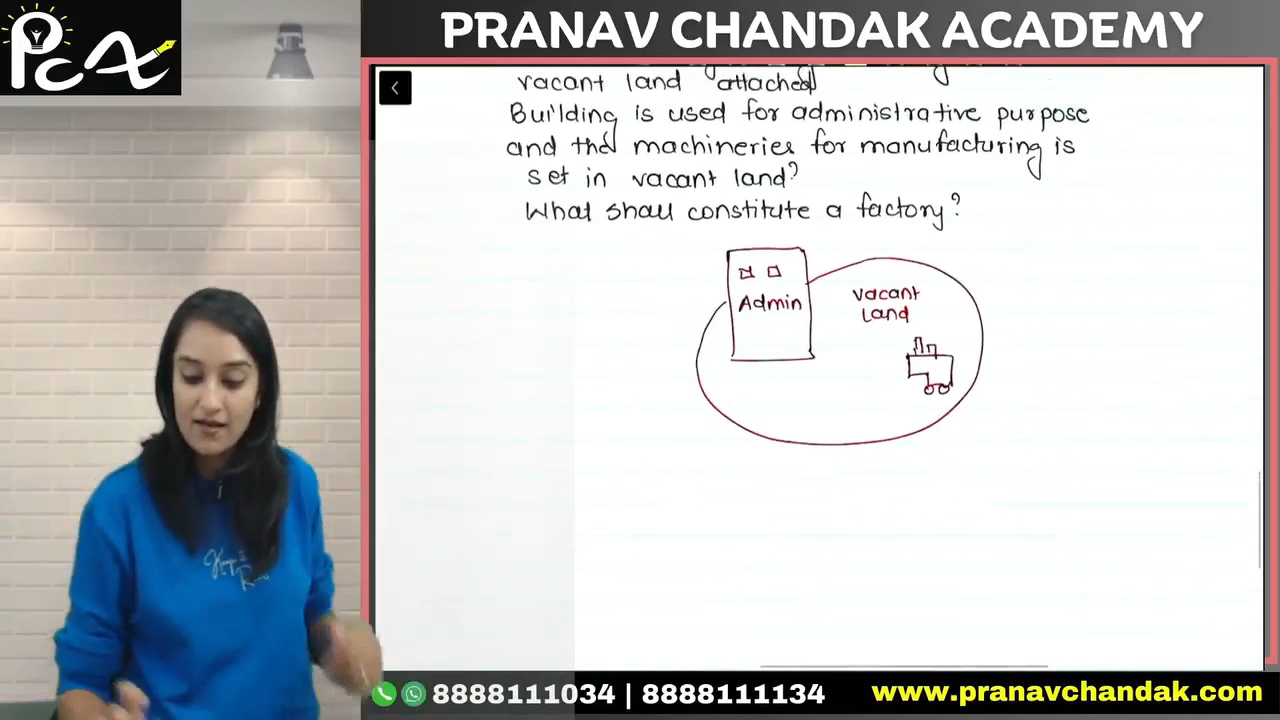 PCA
PRANAV CHANDAK ACADEMY
vacant land attached
Building is used for administrative purpose
and the machineries for manufacturing is
set in vacant land?
What shall constitute a factory?
Admin
Vacant
Land
8888111034 | 8888111134
www.pranavchandak.com